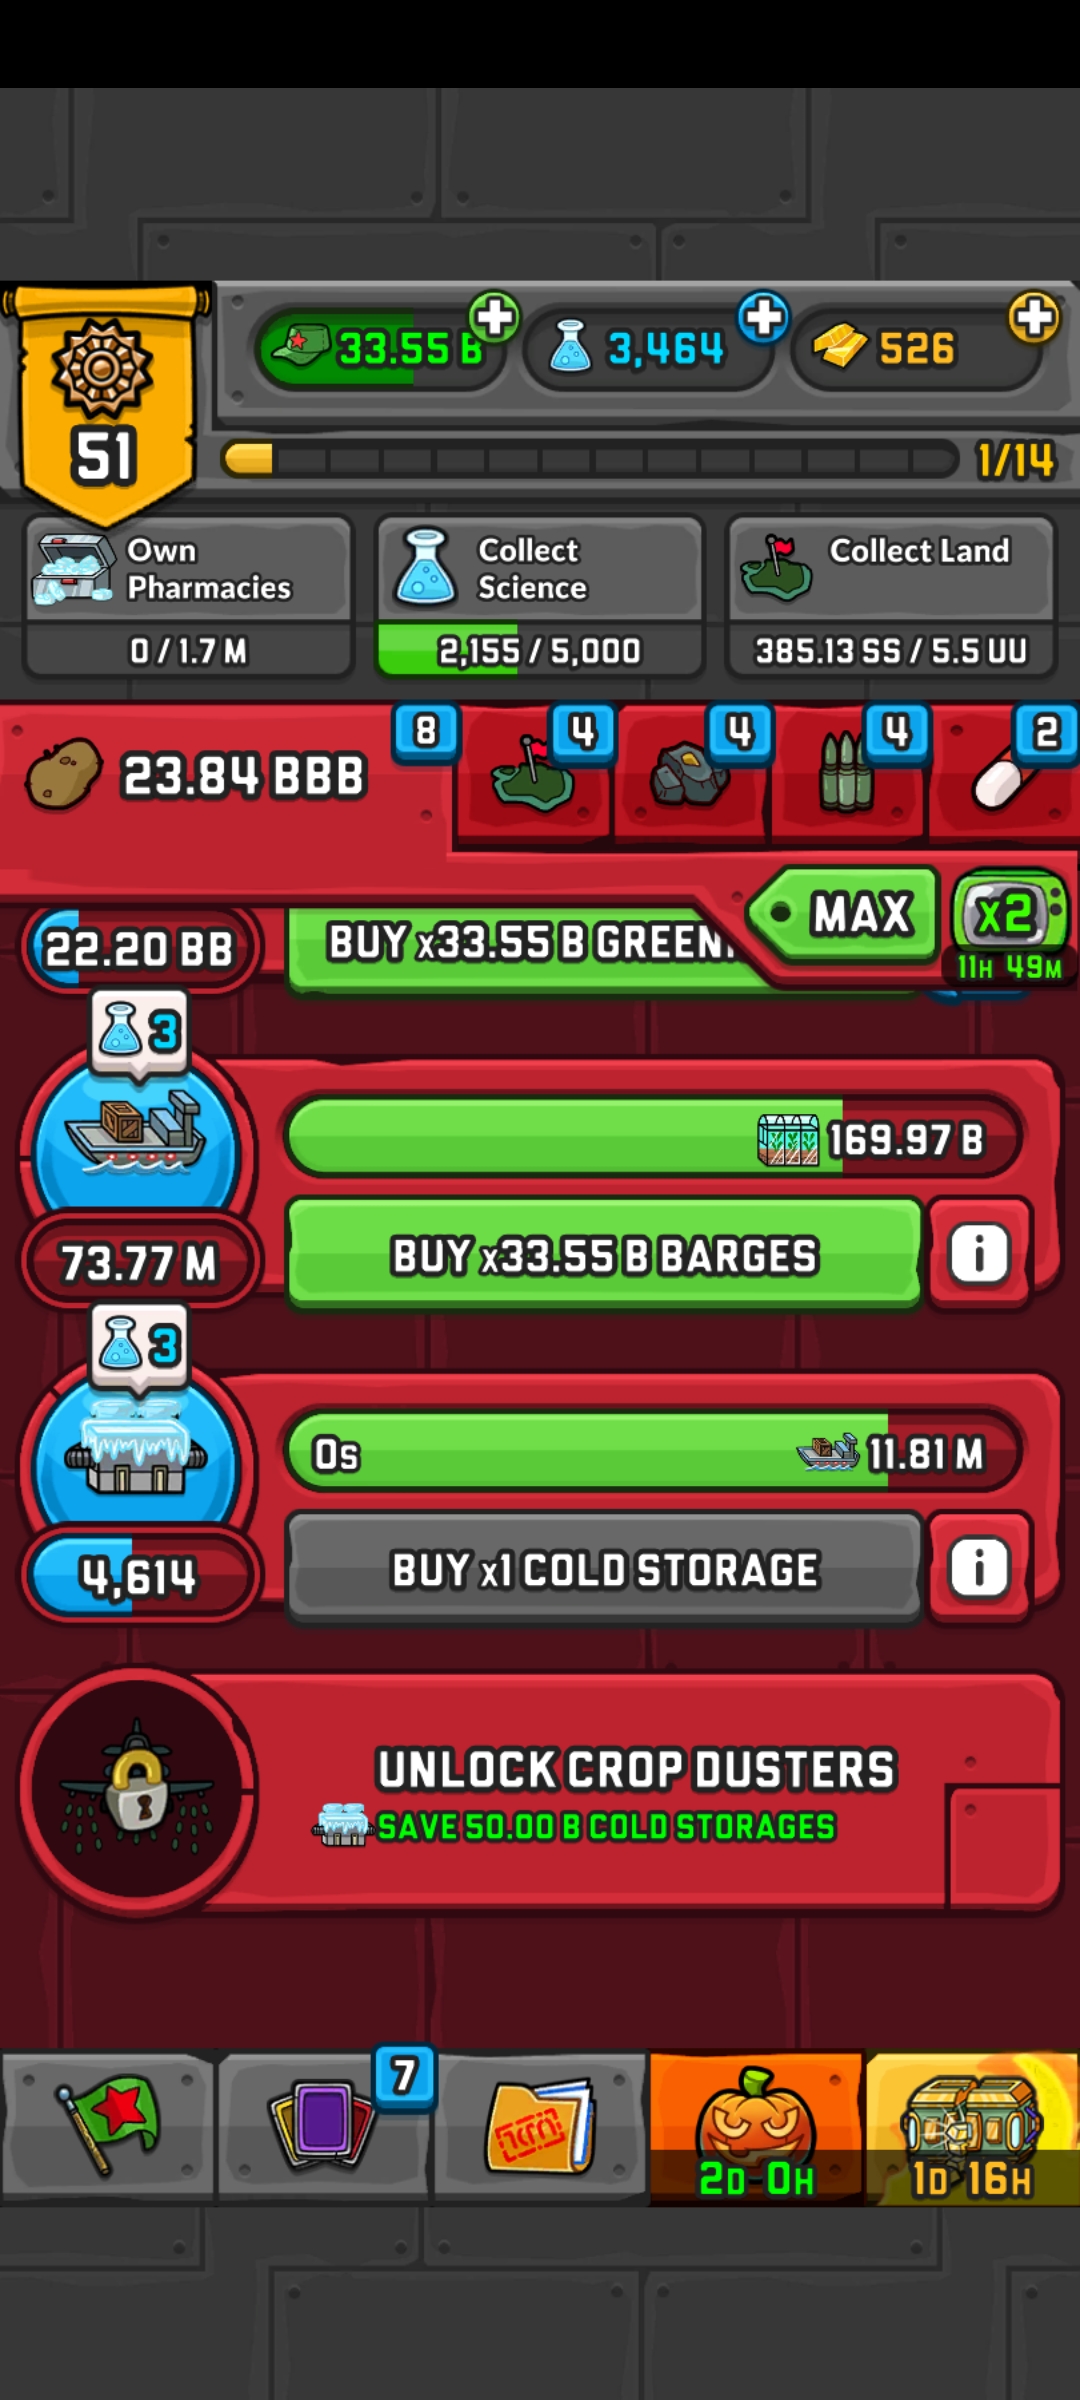 33.55 B
3,464
526
51
1/14
Own
Pharmacies
Collect
Science
Collect Land
0 / 1.7 M
2,155 / 5,000
385.13 SS / 5.5 UU
23.84 BBB
8
4
4
4
2
MAX
x2
11H 49M
22.20 BB
BUY x33.55 B
3
169.97 B
73.77 M
BUY x33.55 B BARGES
i
3
0s
11.81 M
4,614
BUY x1 COLD STORAGE
i
UNLOCK CROP DUSTERS
SAVE 50.00 B COLD STORAGES
7
2D 0H
1D 16H